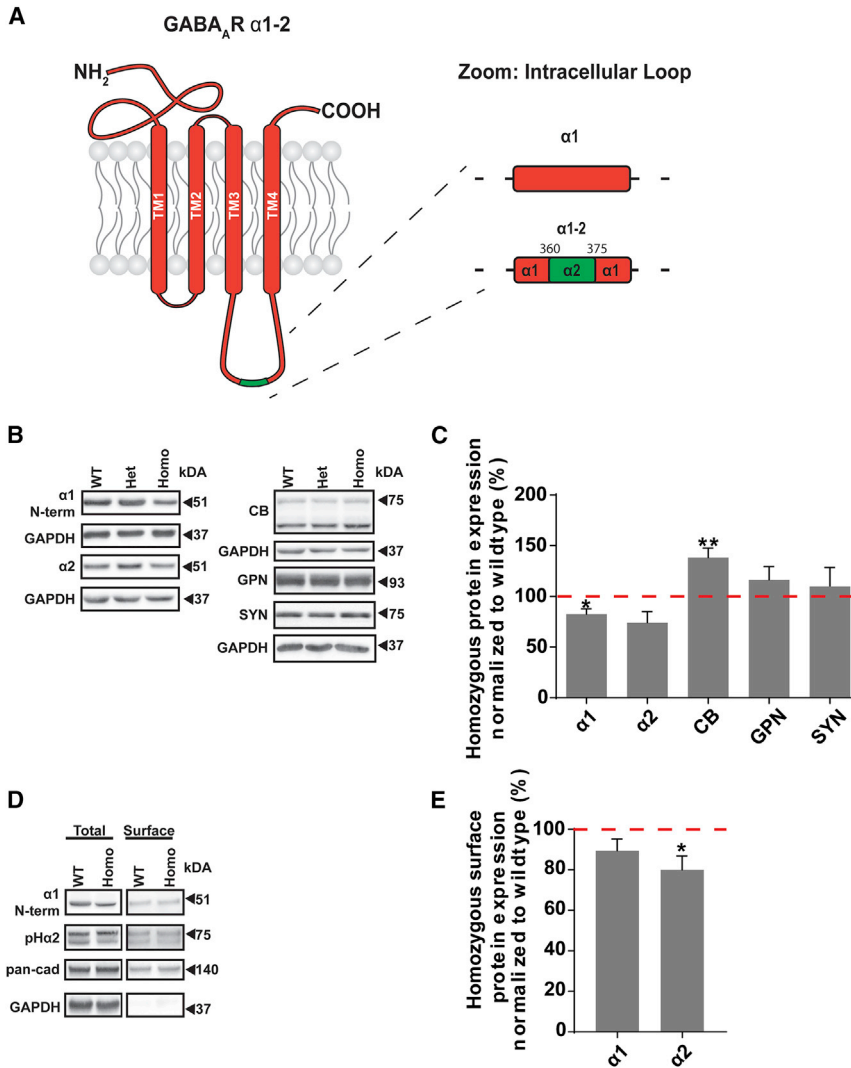 A
GABA_AR α1-2
NH2
COOH
TM1
TM2
TM3
TM4
Zoom: Intracellular Loop
α1
α1-2
360 375
α1 α2 α1
B
WT Het Homo kDA
α1
N-term
51
GAPDH 37
α2 51
GAPDH 37
WT Het Homo kDA
CB 75
GAPDH 37
GPN 93
SYN 75
GAPDH 37
C
Homozygous protein expression
normalized to wildtype (%)
200
150
100
50
0
*
**
α1 α2 CB GPN SYN
D
Total Surface
WT Homo WT Homo kDA
α1
N-term
51
pHα2 75
pan-cad 140
GAPDH 37
E
Homozygous surface
protein expression
normalized to wildtype (%)
100
80
60
40
20
0
*
α1 α2